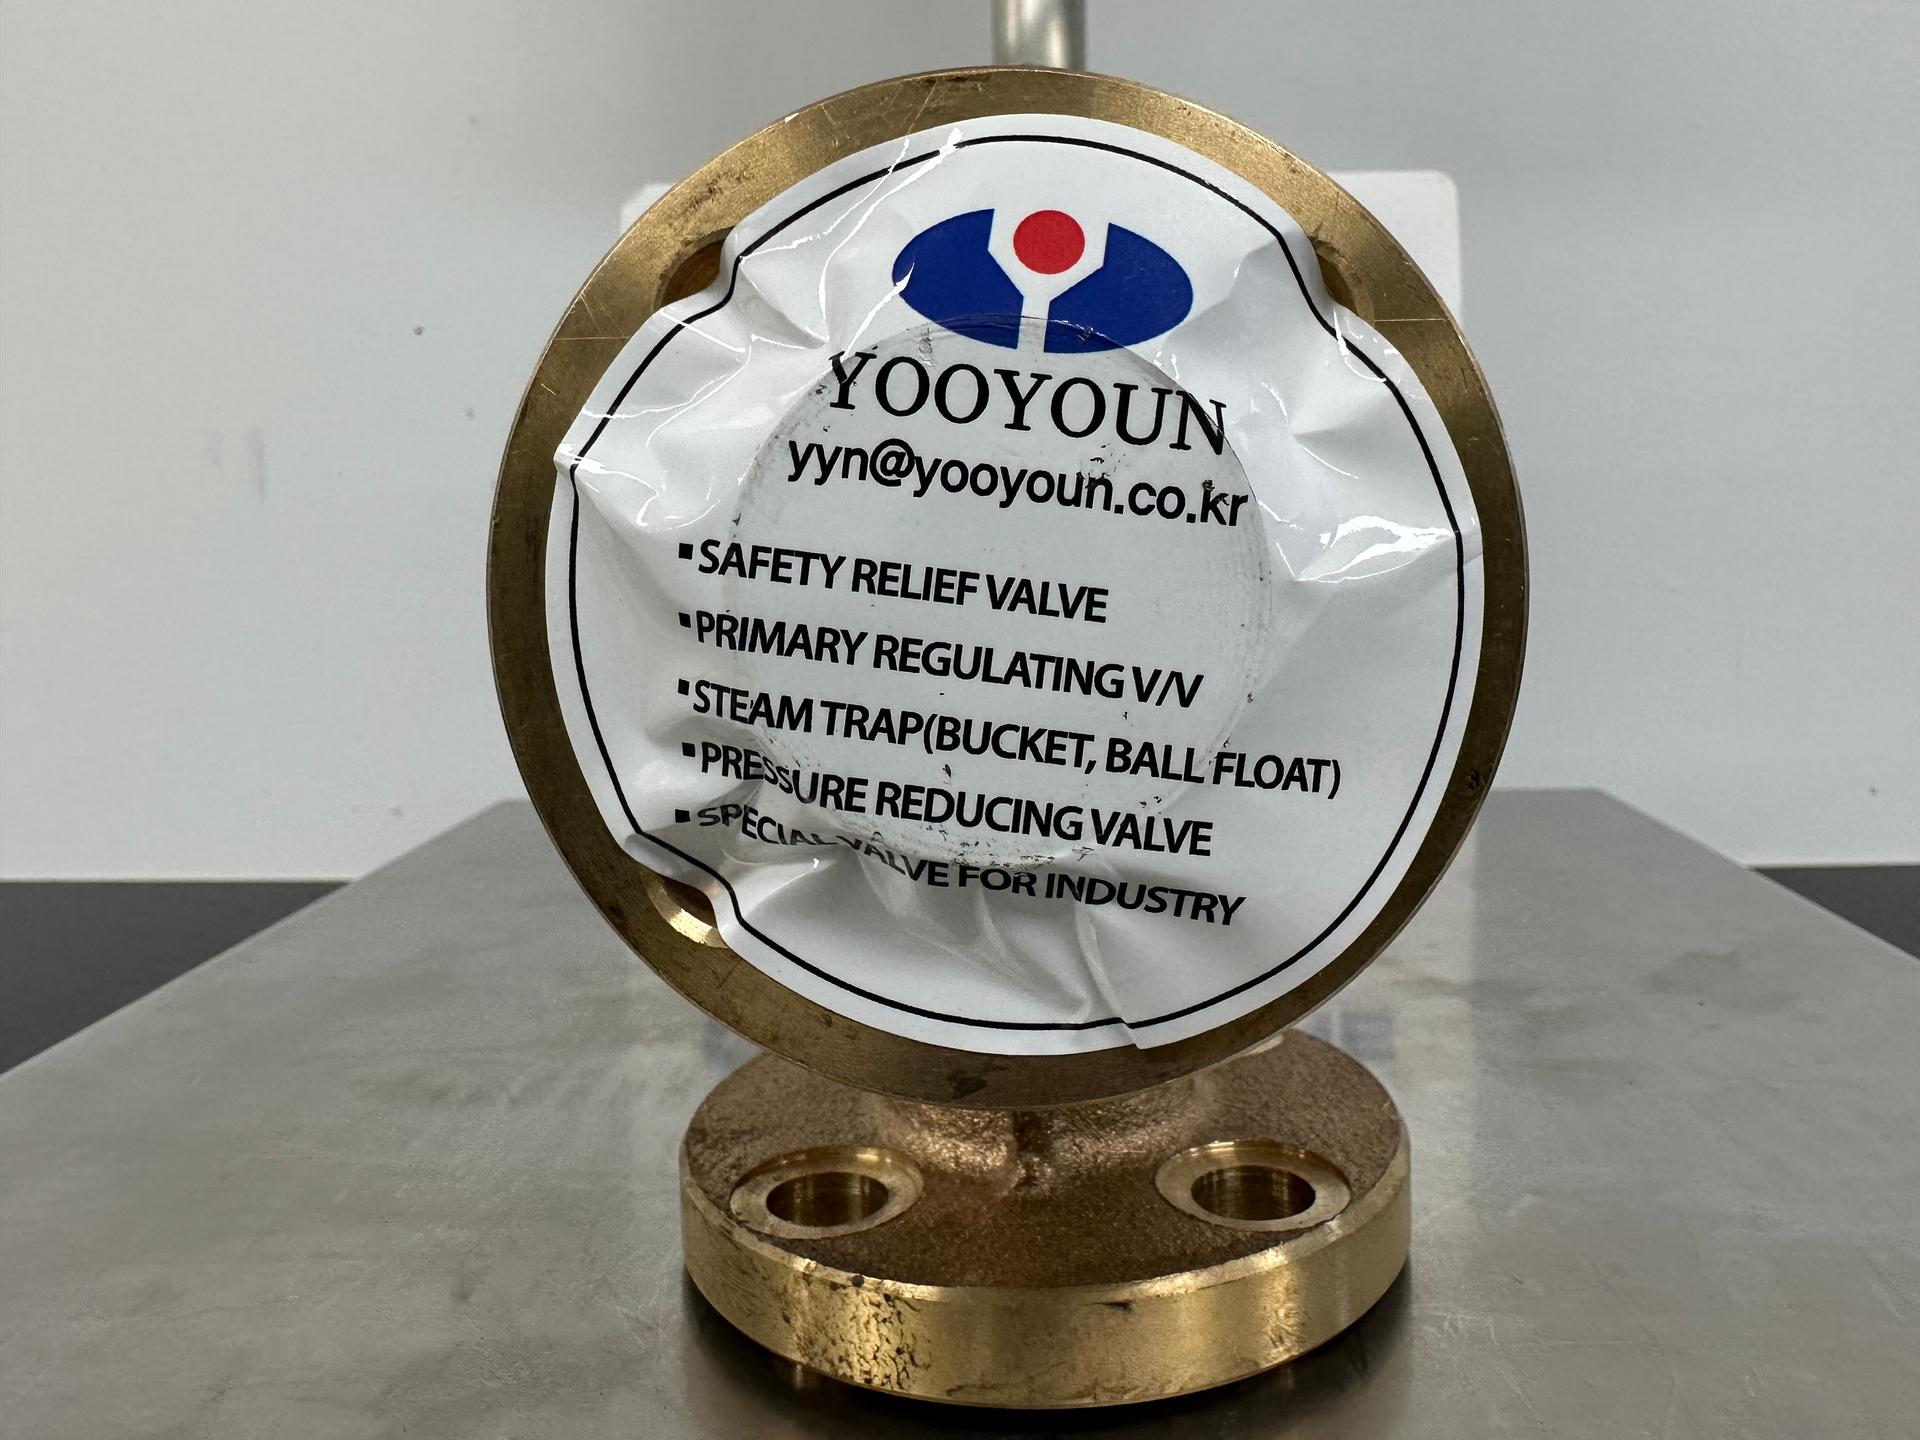 YOOYOUN
yyn@yooyoun.co.kr
▪SAFETY RELIEF VALVE
▪PRIMARY REGULATING V/V
▪STEAM TRAP(BUCKET, BALL FLOAT)
▪PRESSURE REDUCING VALVE
▪SPECIAL VALVE FOR INDUSTRY